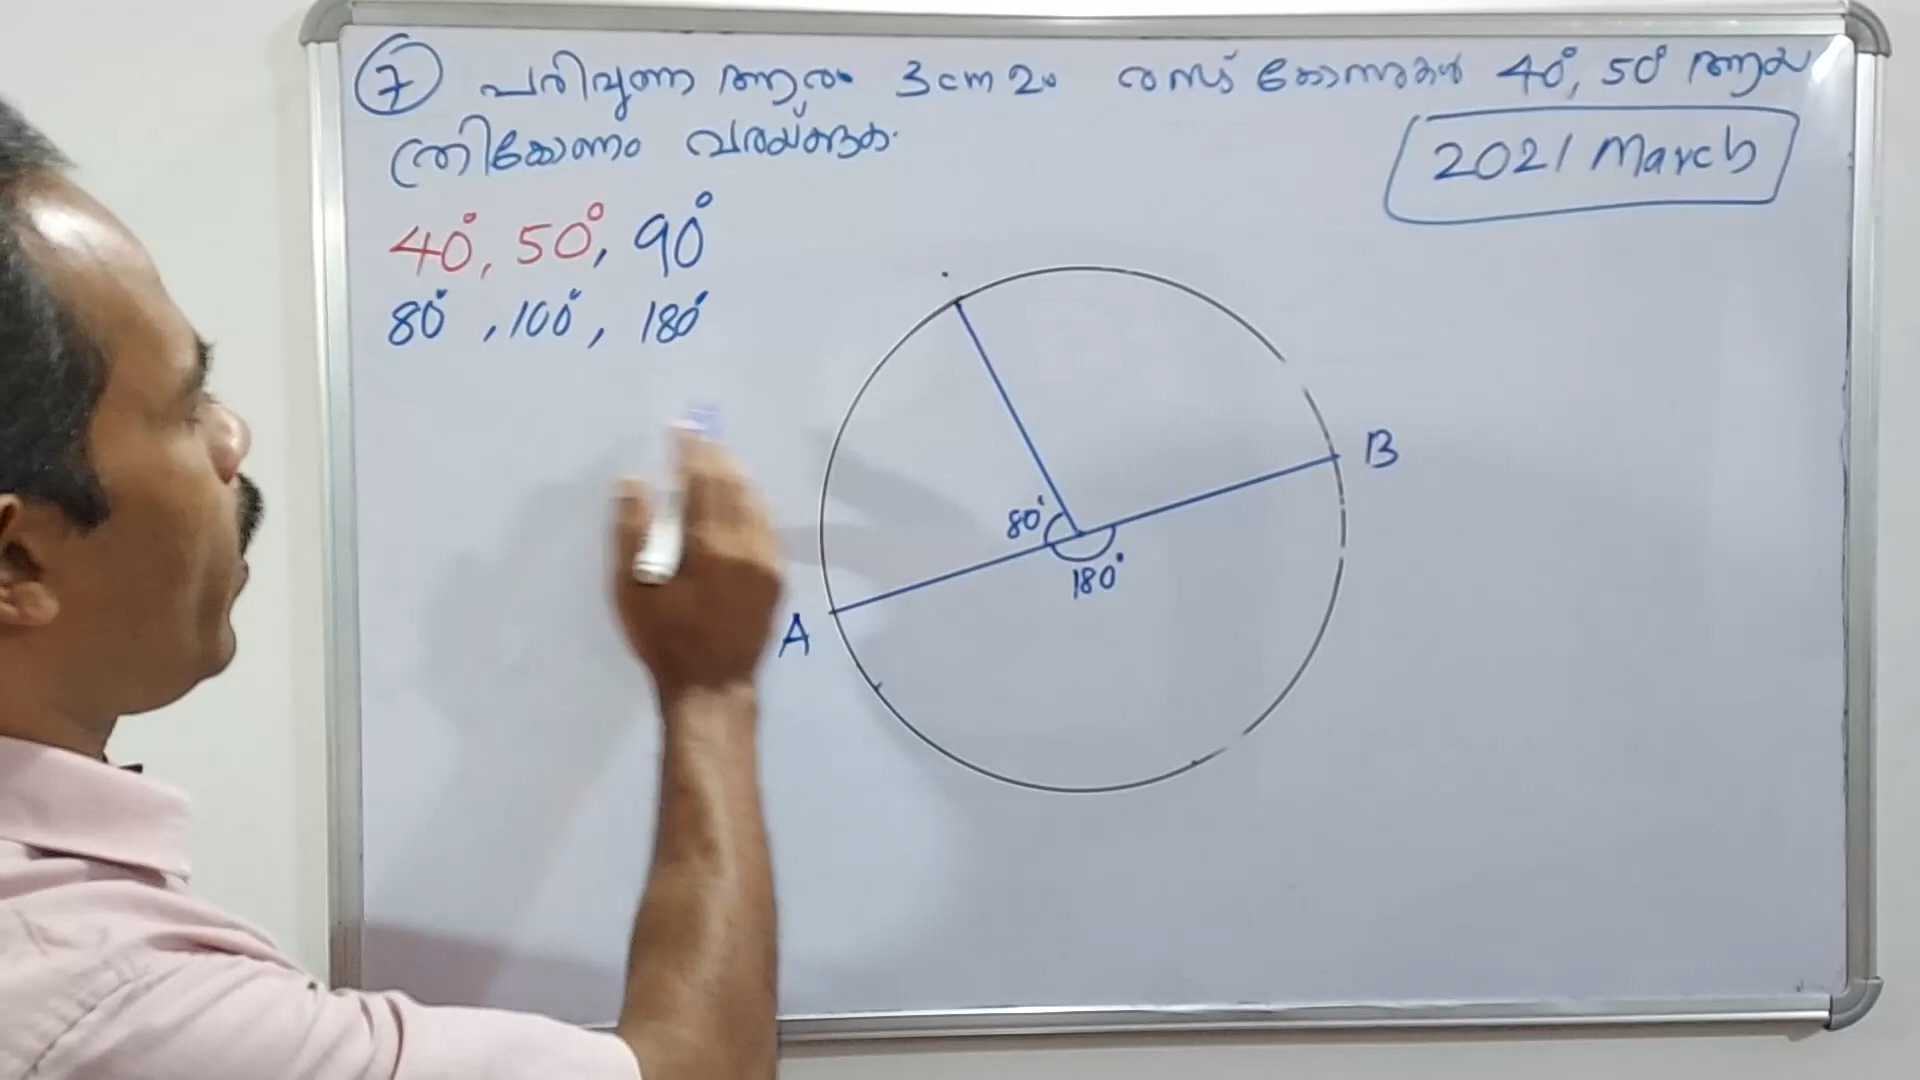 7 പരിവൃത്ത ആരം 3cm ഉം രണ്ട് കോണുകൾ 40°, 50° ആയ
ത്രികോണം വരയ്ക്കുക.
2021 March
40°, 50°, 90°
80°, 100°, 180°
B
80°
180°
A